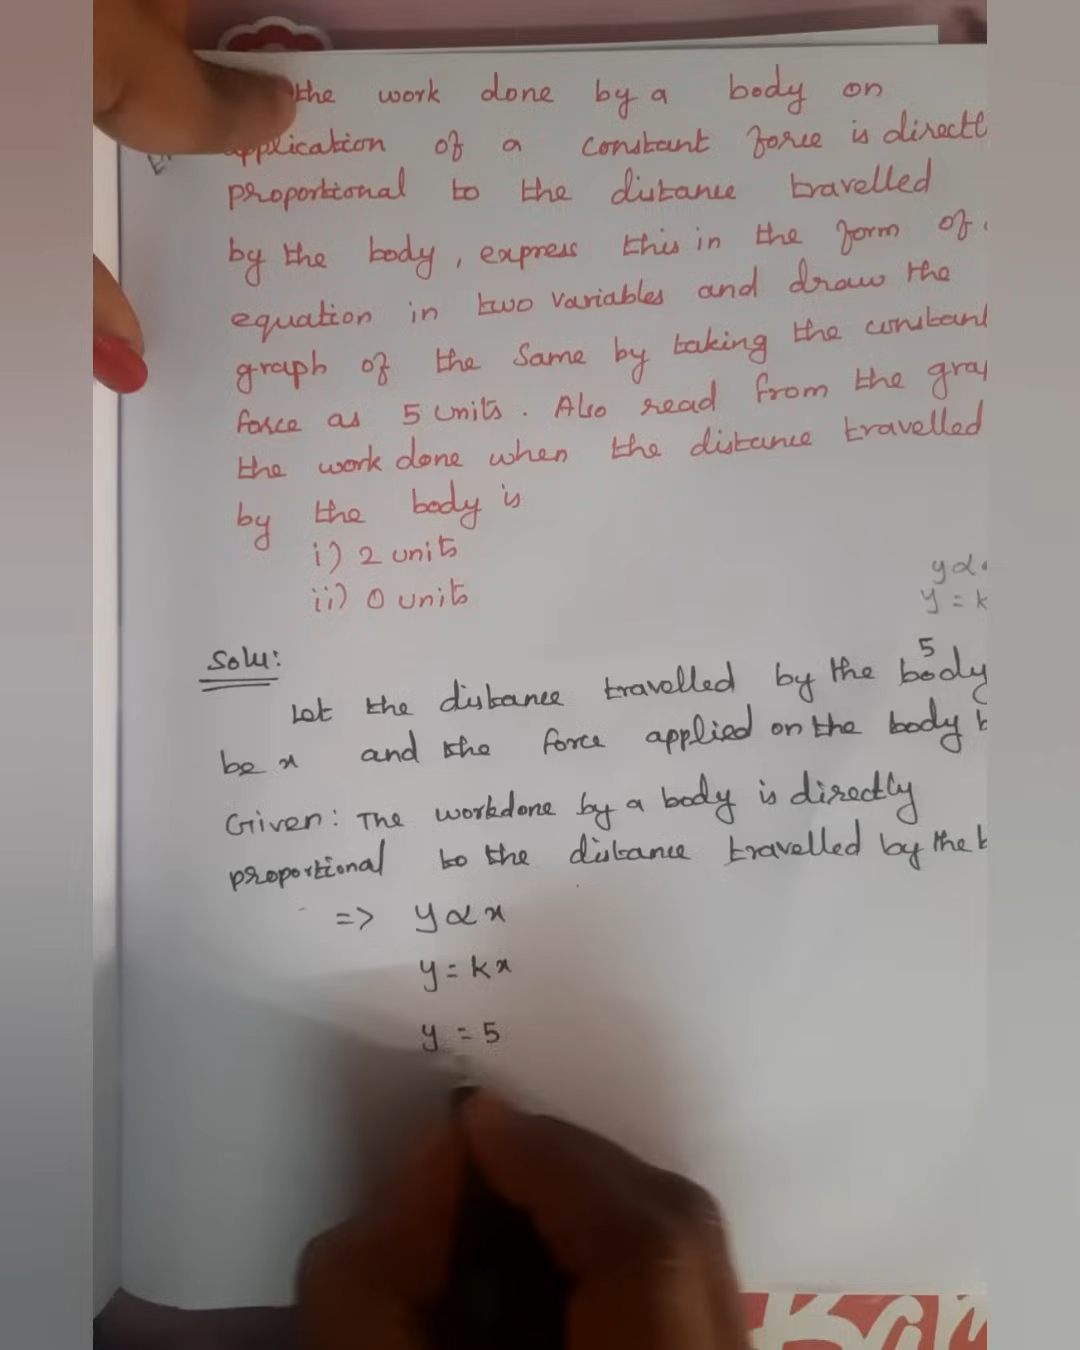 the work done by a body on
application of a constant force is directl
proportional to the distance travelled
by the body, express this in the form of
equation in two variables and draw the
graph of the same by taking the constant
force as 5 units. Also read from the gra
the work done when the distance travelled
by the body is
i) 2 units
ii) 0 units
y∝
y = k
5
Solu:
Let the distance travelled by the body
be x and the force applied on the body b
Given: The workdone by a body is directly
proportional to the distance travelled by the b
=> y ∝ x
y = kx
y = 5